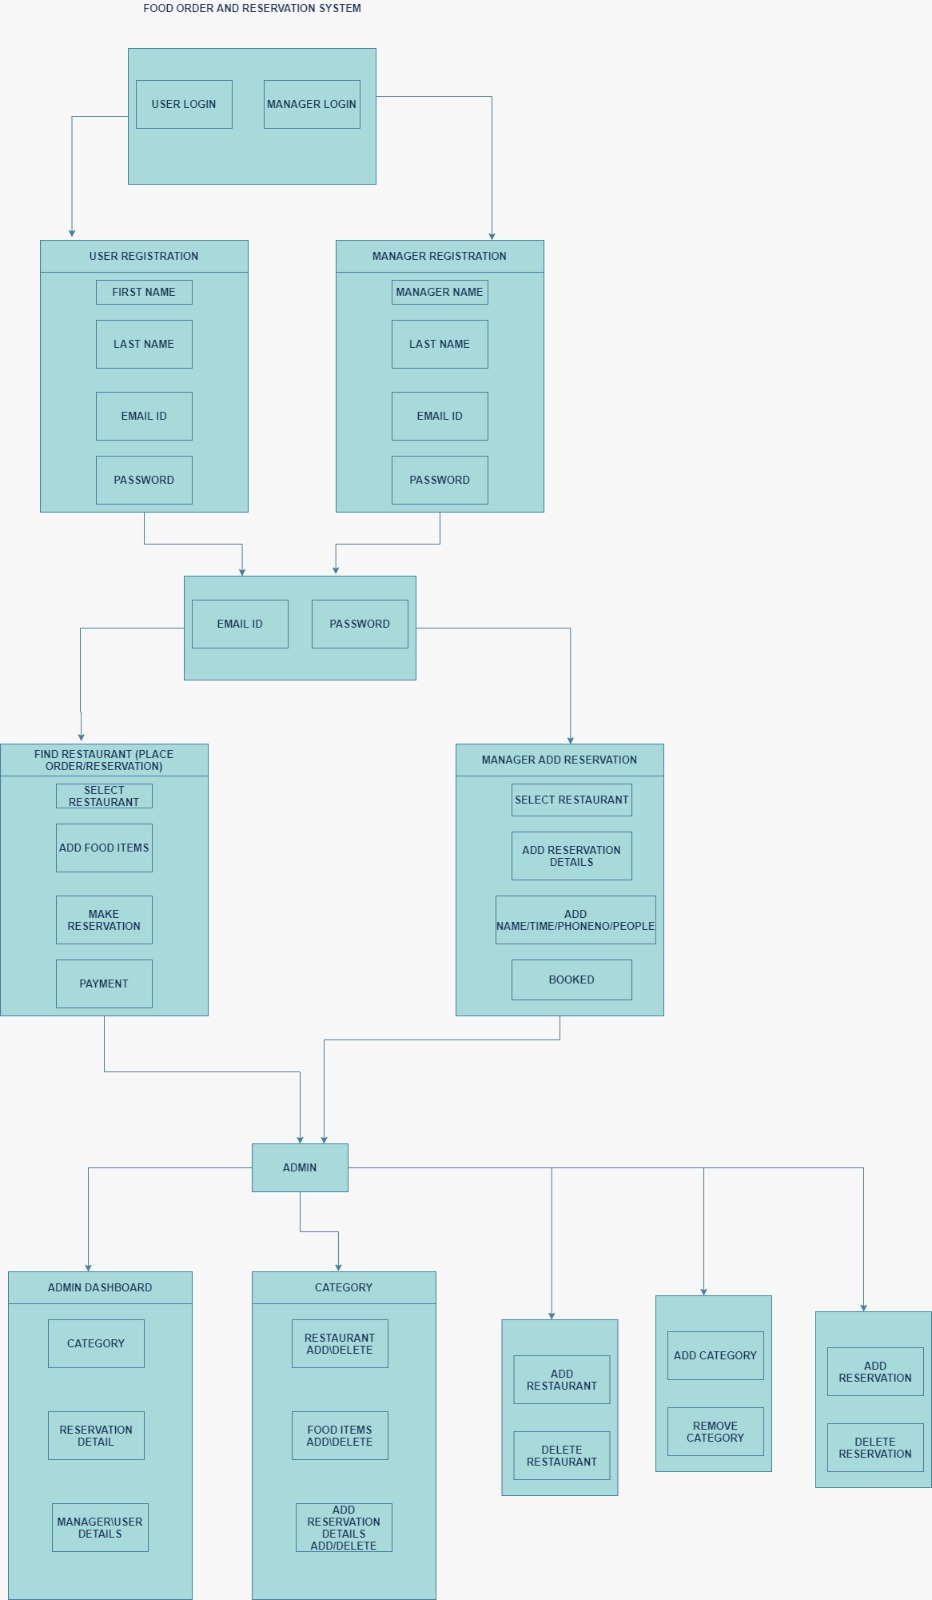 FOOD ORDER AND RESERVATION SYSTEM
USER LOGIN
MANAGER LOGIN
USER REGISTRATION
FIRST NAME
LAST NAME
EMAIL ID
PASSWORD
MANAGER REGISTRATION
MANAGER NAME
LAST NAME
EMAIL ID
PASSWORD
EMAIL ID
PASSWORD
FIND RESTAURANT (PLACE
ORDER/RESERVATION)
SELECT
RESTAURANT
ADD FOOD ITEMS
MAKE
RESERVATION
PAYMENT
MANAGER ADD RESERVATION
SELECT RESTAURANT
ADD RESERVATION
DETAILS
ADD
NAME/TIME/PHONENO/PEOPLE
BOOKED
ADMIN
ADMIN DASHBOARD
CATEGORY
RESERVATION
DETAIL
MANAGER\USER
DETAILS
CATEGORY
RESTAURANT
ADD\DELETE
FOOD ITEMS
ADD\DELETE
ADD
RESERVATION
DETAILS
ADD/DELETE
ADD
RESTAURANT
DELETE
RESTAURANT
ADD CATEGORY
REMOVE
CATEGORY
ADD
RESERVATION
DELETE
RESERVATION